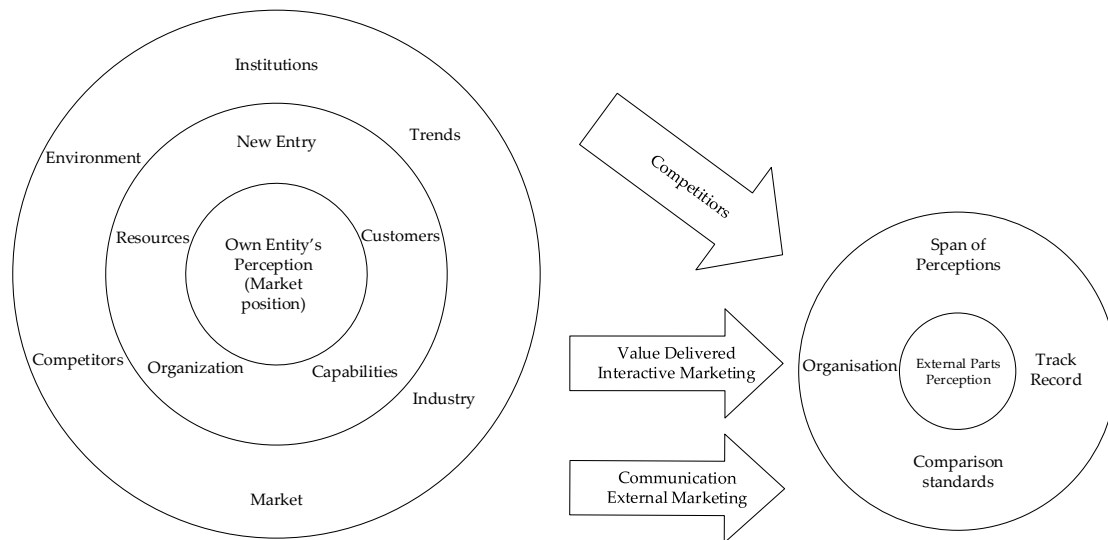 Institutions
Trends
Environment
New Entry
Resources
Customers
Own Entity’s
Perception
(Market
position)
Competitors
Organization
Capabilities
Industry
Market
Competitiors
Value Delivered
Interactive Marketing
Communication
External Marketing
Span of
Perceptions
Organisation
External Parts
Perception
Track
Record
Comparison
standards